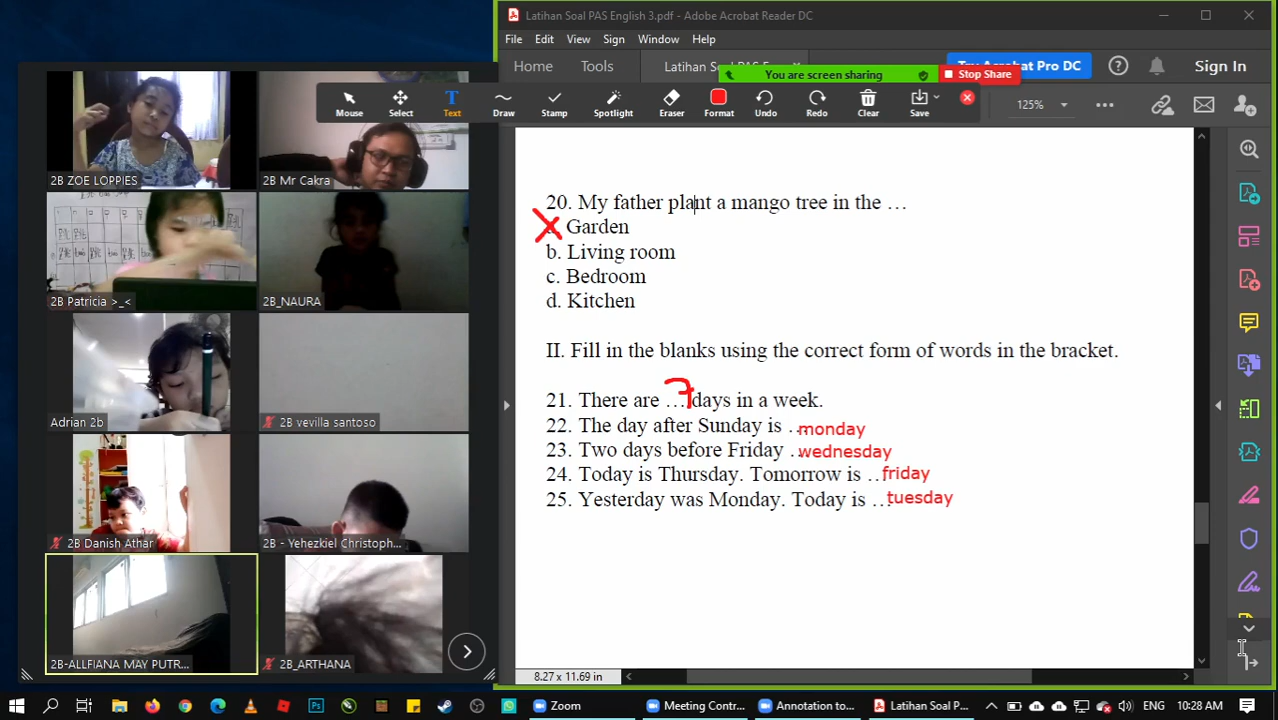 Latihan Soal PAS English 3.pdf - Adobe Acrobat Reader DC
File Edit View Sign Window Help
Home Tools Latihan Soal PAS E... Try Acrobat Pro DC Sign In
You are screen sharing Stop Share
Mouse Select Text Draw Stamp Spotlight Eraser Format Undo Redo Clear Save
125%
2B ZOE LOPPIES
2B Mr Cakra
2B Patricia >_<
2B_NAURA
Adrian 2b
2B vevilla santoso
2B Danish Athar
2B - Yehezkiel Christoph...
2B-ALLFIANA MAY PUTR...
2B_ARTHANA
20. My father plant a mango tree in the …
X
a. Garden
b. Living room
c. Bedroom
d. Kitchen
II. Fill in the blanks using the correct form of words in the bracket.
21. There are … 7 days in a week.
22. The day after Sunday is … monday
23. Two days before Friday … wednesday
24. Today is Thursday. Tomorrow is … friday
25. Yesterday was Monday. Today is … tuesday
8.27 x 11.69 in
Zoom
Meeting Contr...
Annotation to...
Latihan Soal P...
ENG
10:28 AM